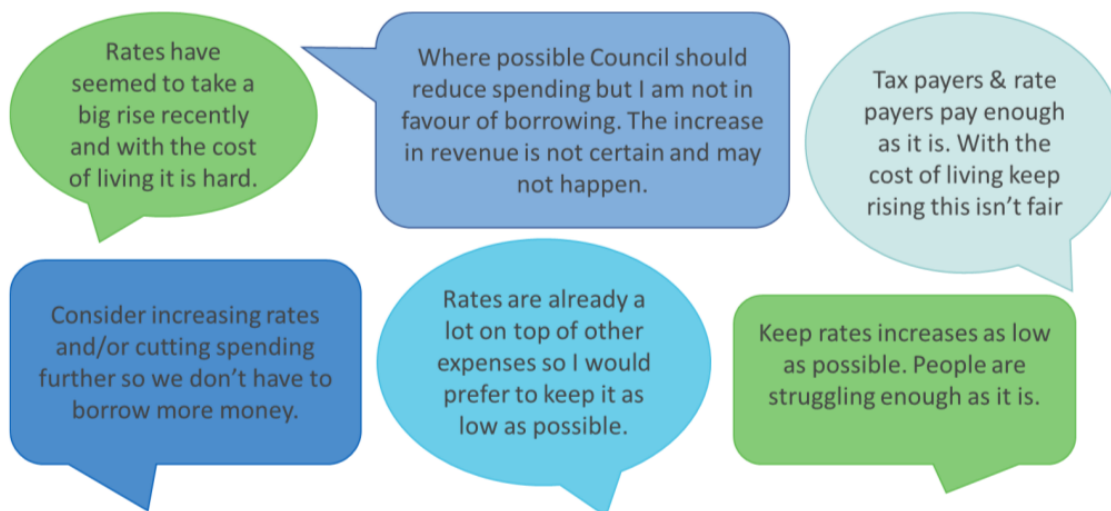 Rates have
seemed to take a
big rise recently
and with the cost
of living it is hard.
Where possible Council should
reduce spending but I am not in
favour of borrowing. The increase
in revenue is not certain and may
not happen.
Tax payers & rate
payers pay enough
as it is. With the
cost of living keep
rising this isn’t fair
Consider increasing rates
and/or cutting spending
further so we don’t have to
borrow more money.
Rates are already a
lot on top of other
expenses so I would
prefer to keep it as
low as possible.
Keep rates increases as low
as possible. People are
struggling enough as it is.